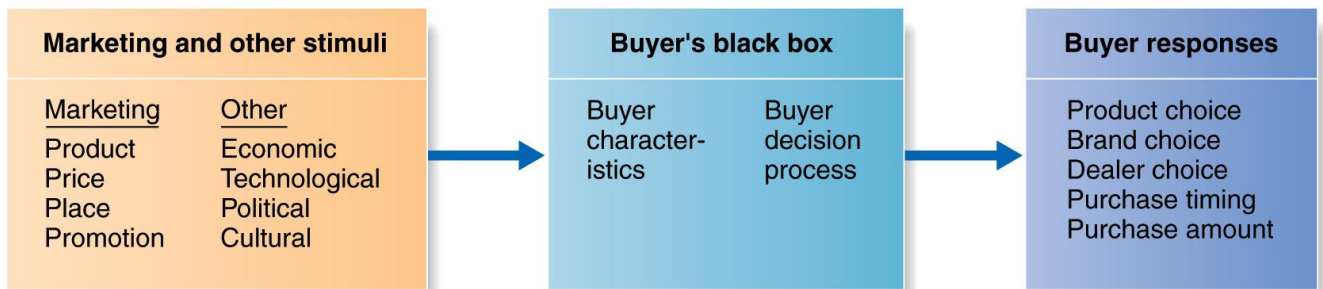 Marketing and other stimuli
Marketing
Product
Price
Place
Promotion
Other
Economic
Technological
Political
Cultural
Buyer's black box
Buyer
character-
istics
Buyer
decision
process
Buyer responses
Product choice
Brand choice
Dealer choice
Purchase timing
Purchase amount